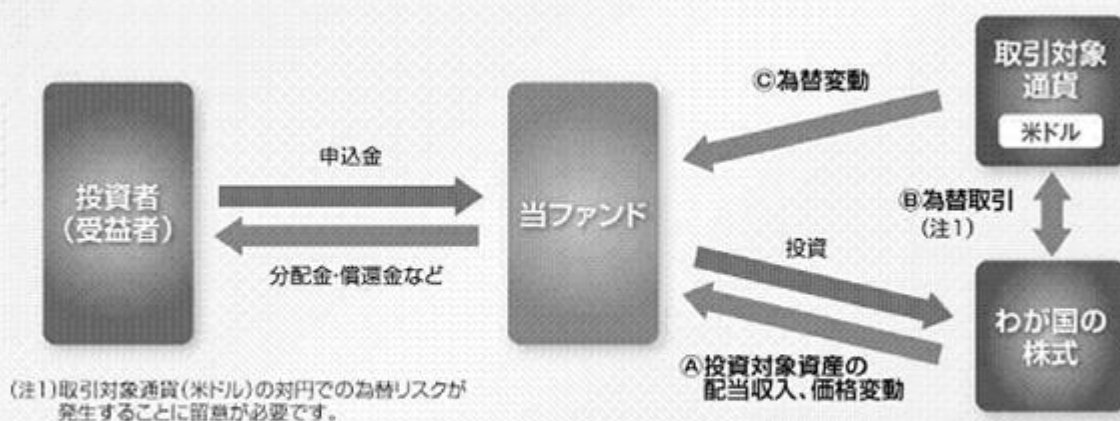 投資者
(受益者)
申込金
分配金・償還金など
当ファンド
Ⓒ為替変動
取引対象
通貨
米ドル
Ⓑ為替取引
(注1)
投資
わが国の
株式
Ⓐ投資対象資産の
配当収入、価格変動
(注1)取引対象通貨(米ドル)の対円での為替リスクが
発生することに留意が必要です。